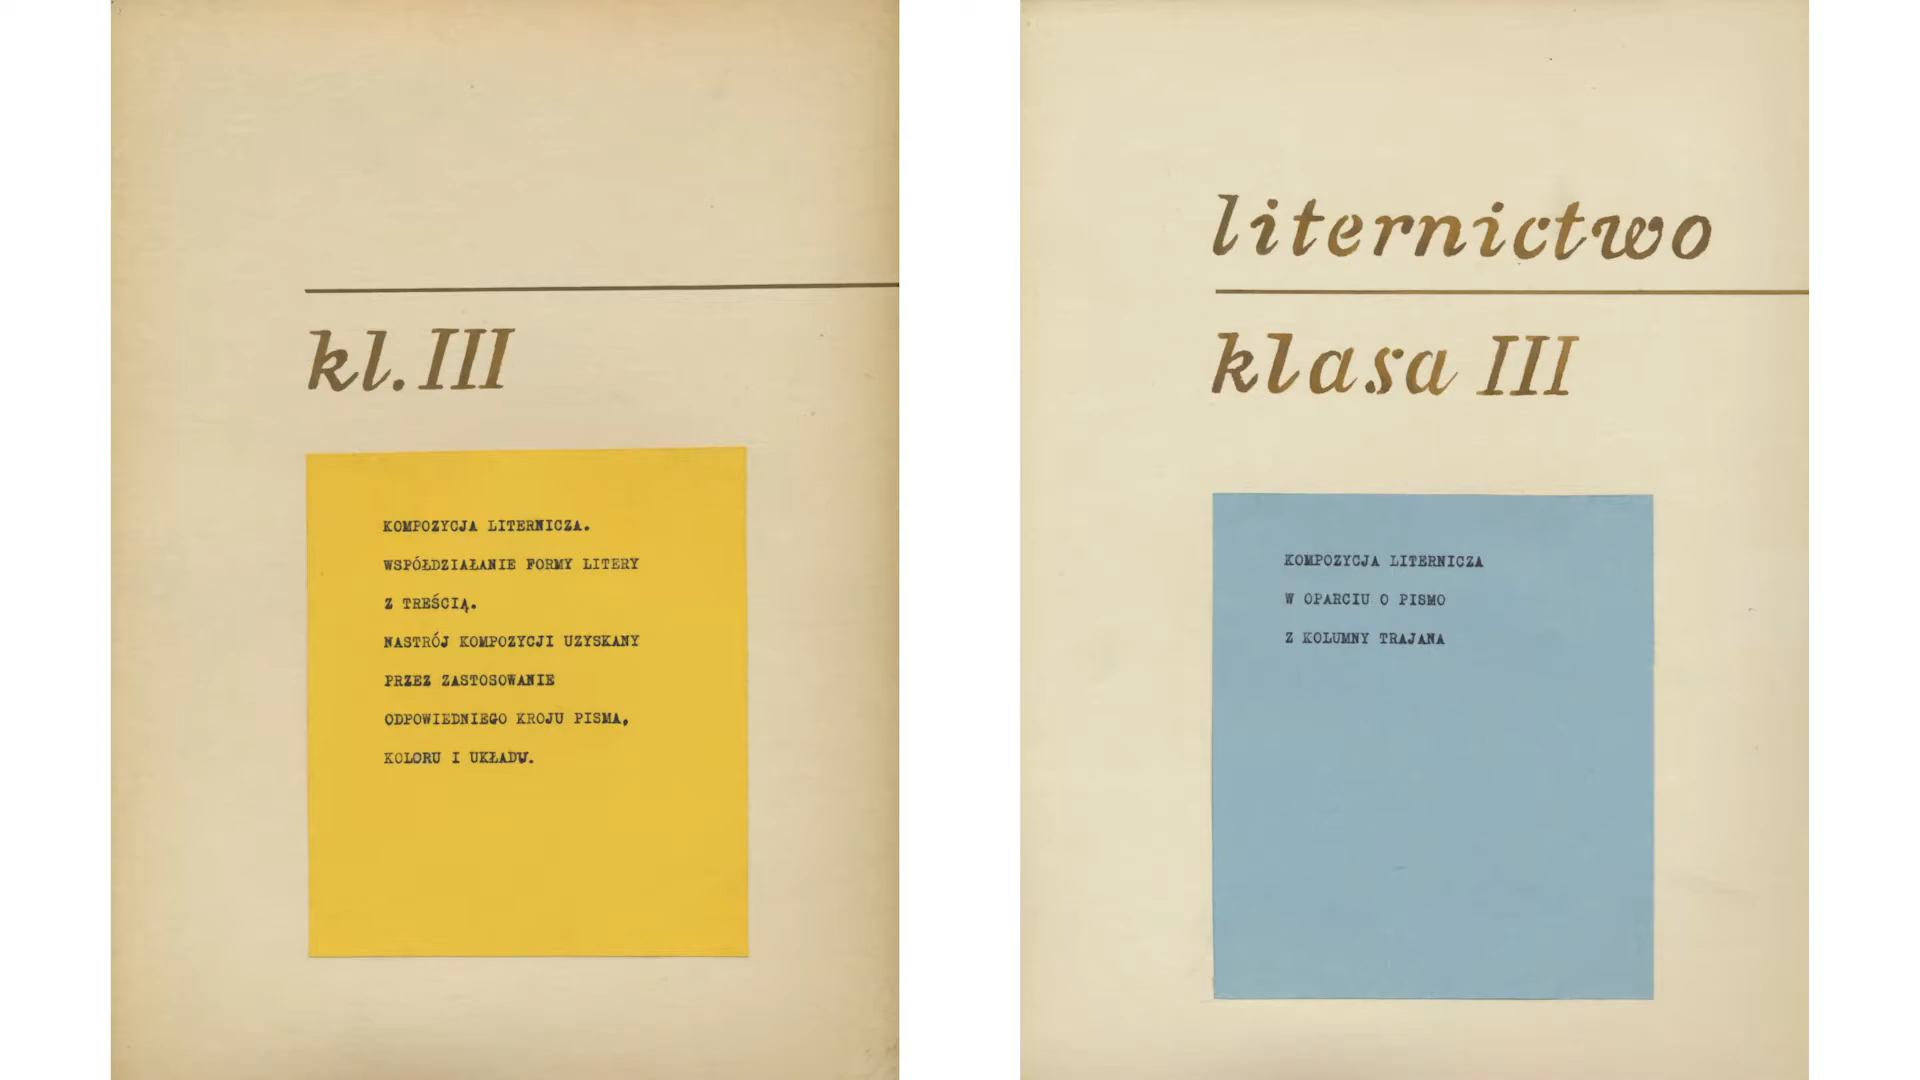 kl. III
KOMPOZYCJA LITERNICZA.
WSPÓŁDZIAŁANIE FORMY LITERY
Z TREŚCIĄ.
NASTRÓJ KOMPOZYCJI UZYSKANY
PRZEZ ZASTOSOWANIE
ODPOWIEDNIEGO KROJU PISMA,
KOLORU I UKŁADU.
liternictwo
klasa III
KOMPOZYCJA LITERNICZA
W OPARCIU O PISMO
Z KOLUMNY TRAJANA